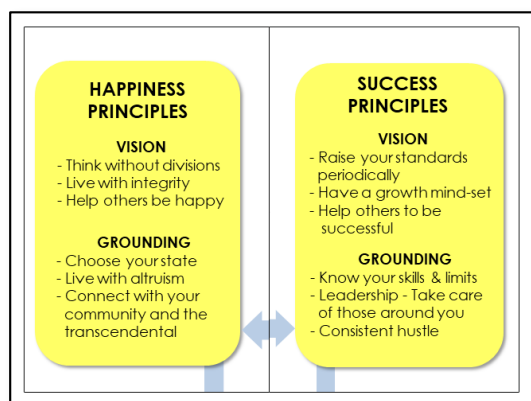 HAPPINESS
PRINCIPLES
VISION
- Think without divisions
- Live with integrity
- Help others be happy
GROUNDING
- Choose your state
- Live with altruism
- Connect with your
community and the
transcendental
SUCCESS
PRINCIPLES
VISION
- Raise your standards
periodically
- Have a growth mind-set
- Help others to be
successful
GROUNDING
- Know your skills & limits
- Leadership - Take care
of those around you
- Consistent hustle